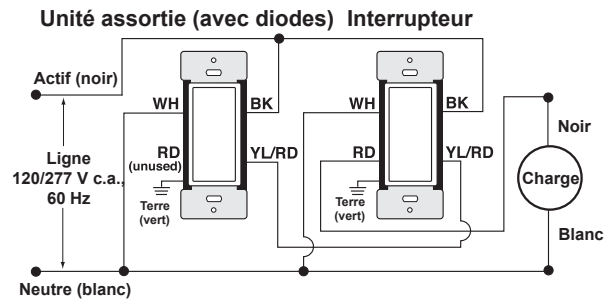 Unité assortie (avec diodes) Interrupteur
Actif (noir)
WH
BK
WH
BK
Noir
RD
(unused)
YL/RD
RD
YL/RD
Ligne
120/277 V c.a.,
60 Hz
Terre
(vert)
Terre
(vert)
Charge
Blanc
Neutre (blanc)